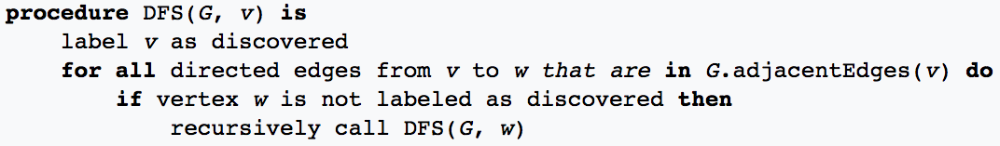 procedure DFS(G, v) is
label v as discovered
for all directed edges from v to w that are in G.adjacentEdges(v) do
if vertex w is not labeled as discovered then
recursively call DFS(G, w)